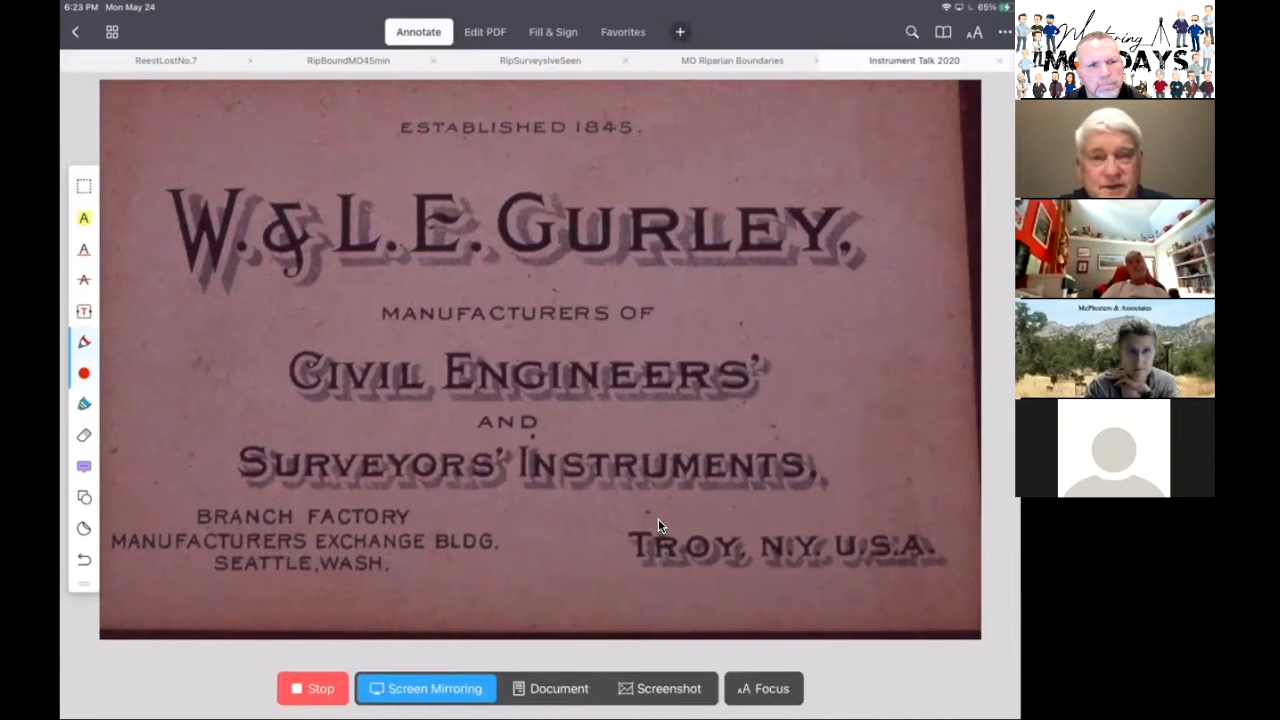 6:23 PM Mon May 24
65%
Annotate
Edit PDF
Fill & Sign
Favorites
ReestLostNo.7
RipBoundMO45min
RipSurveysIveSeen
MO Riparian Boundaries
Instrument Talk 2020
ESTABLISHED 1845.
W. & L. E. GURLEY,
MANUFACTURERS OF
CIVIL ENGINEERS'
AND
SURVEYORS' INSTRUMENTS,
BRANCH FACTORY
MANUFACTURERS EXCHANGE BLDG.
SEATTLE, WASH.
TROY, N.Y. U.S.A.
Stop
Screen Mirroring
Document
Screenshot
AA Focus
Mentoring
MONDAYS
McPheeters & Associates